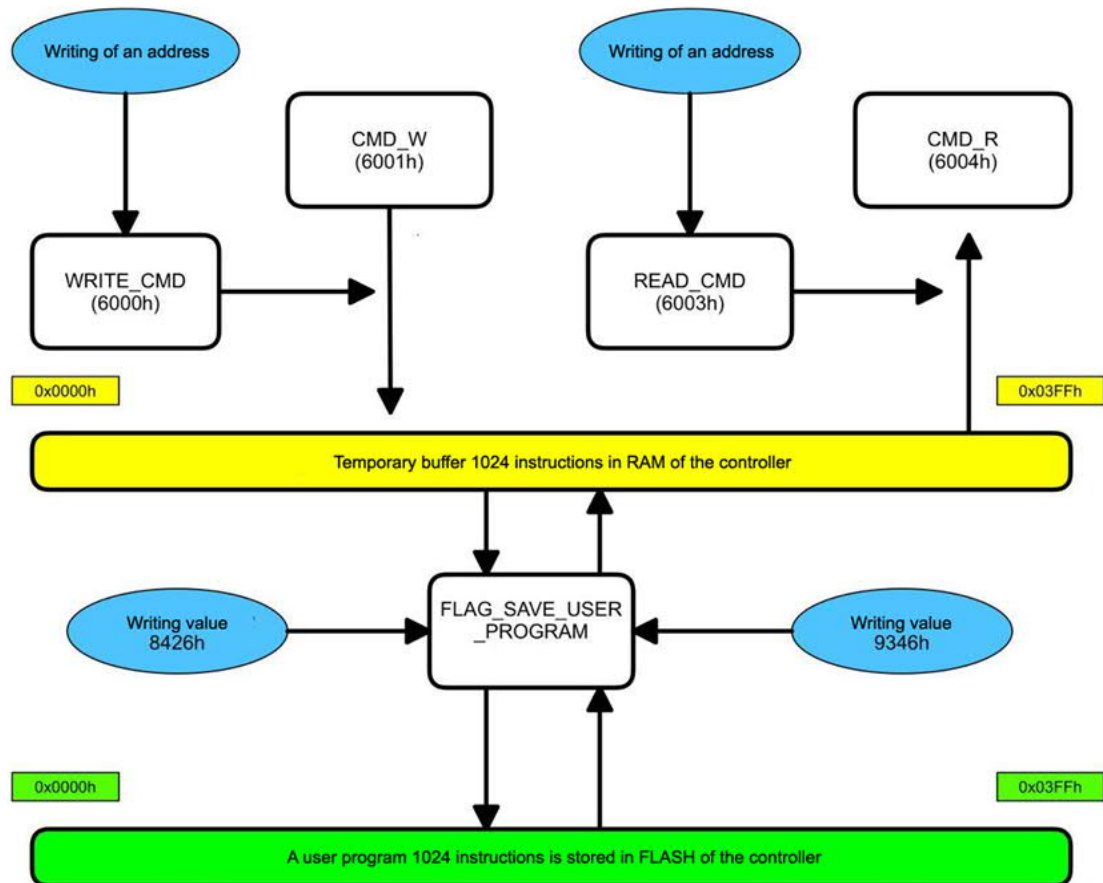 Writing of an address
Writing of an address
CMD_W
(6001h)
CMD_R
(6004h)
WRITE_CMD
(6000h)
READ_CMD
(6003h)
0x0000h
0x03FFh
Temporary buffer 1024 instructions in RAM of the controller
FLAG_SAVE_USER
_PROGRAM
Writing value
8426h
Writing value
9346h
0x0000h
0x03FFh
A user program 1024 instructions is stored in FLASH of the controller